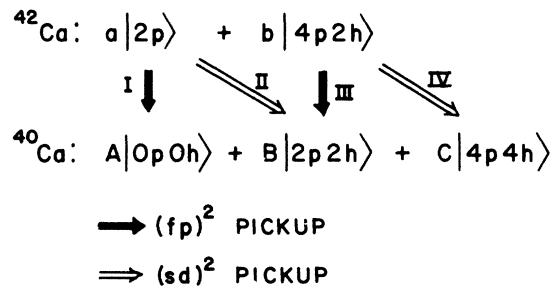 ⁴²Ca: a|2p⟩ + b|4p2h⟩
I II III IV
⁴⁰Ca: A|0p0h⟩ + B|2p2h⟩ + C|4p4h⟩
(fp)² PICKUP
(sd)² PICKUP